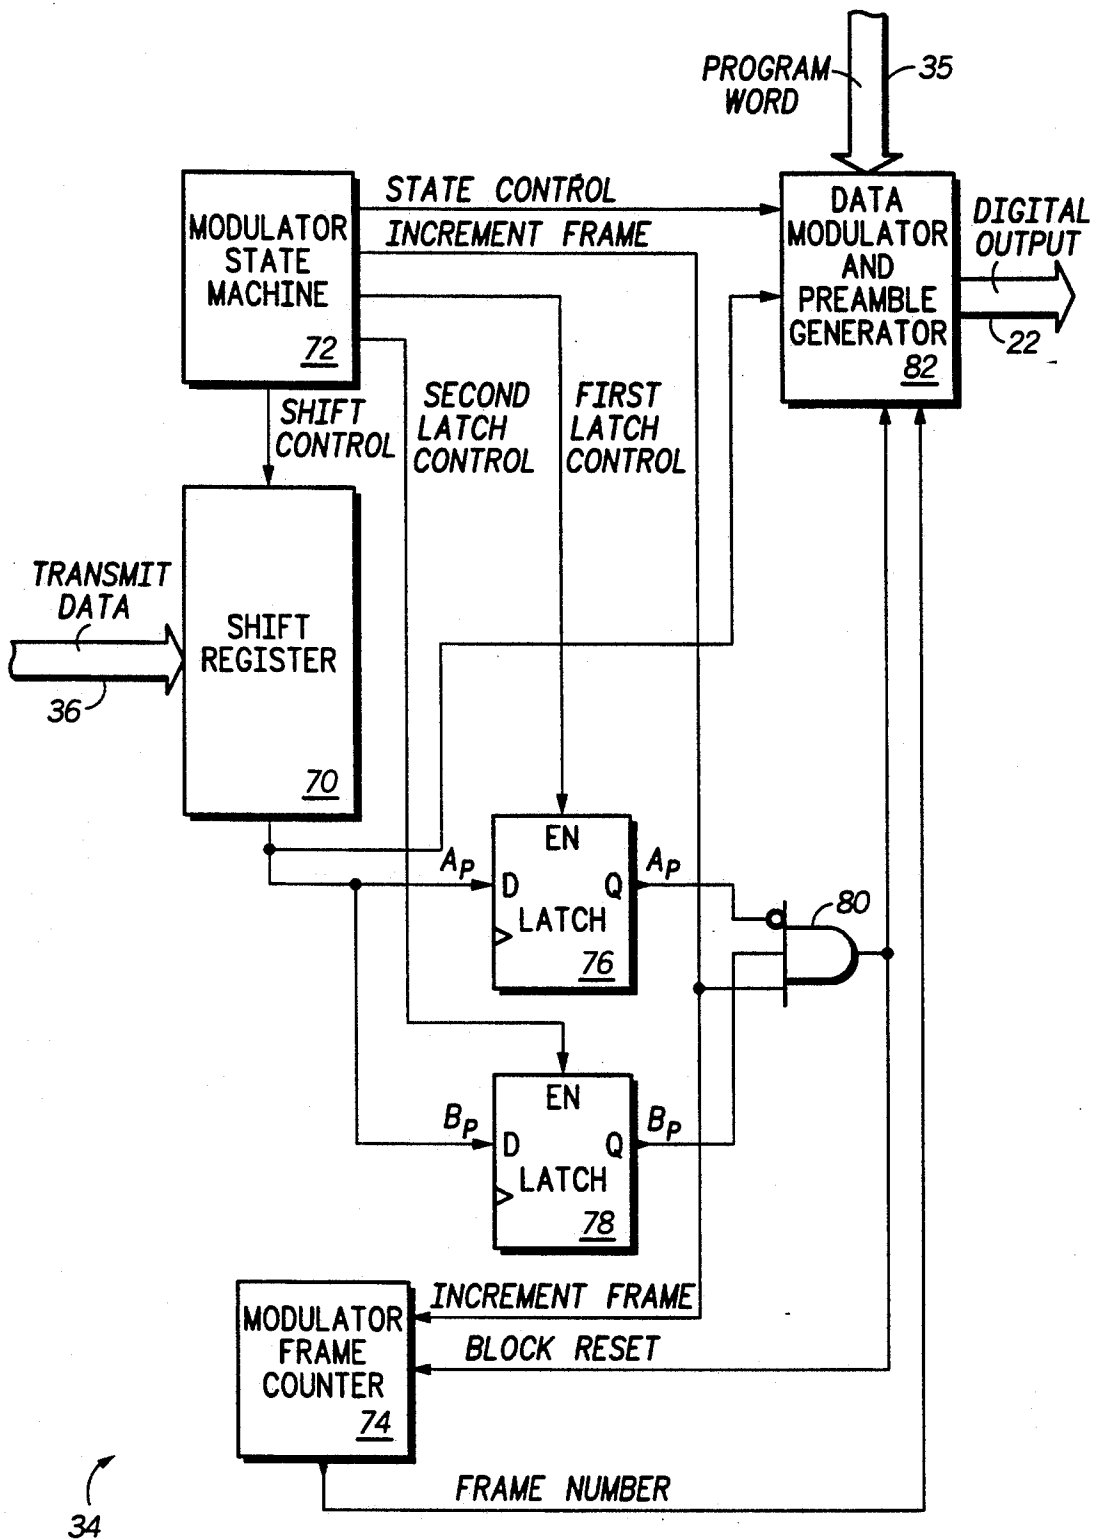 PROGRAM
WORD
35
STATE CONTROL
INCREMENT FRAME
MODULATOR
STATE
MACHINE
72
DATA
MODULATOR
AND
PREAMBLE
GENERATOR
82
DIGITAL
OUTPUT
22
SHIFT
CONTROL
SECOND
LATCH
CONTROL
FIRST
LATCH
CONTROL
TRANSMIT
DATA
36
SHIFT
REGISTER
70
AP
EN
D
Q
LATCH
76
AP
80
BP
EN
D
Q
LATCH
78
BP
INCREMENT FRAME
BLOCK RESET
MODULATOR
FRAME
COUNTER
74
FRAME NUMBER
34